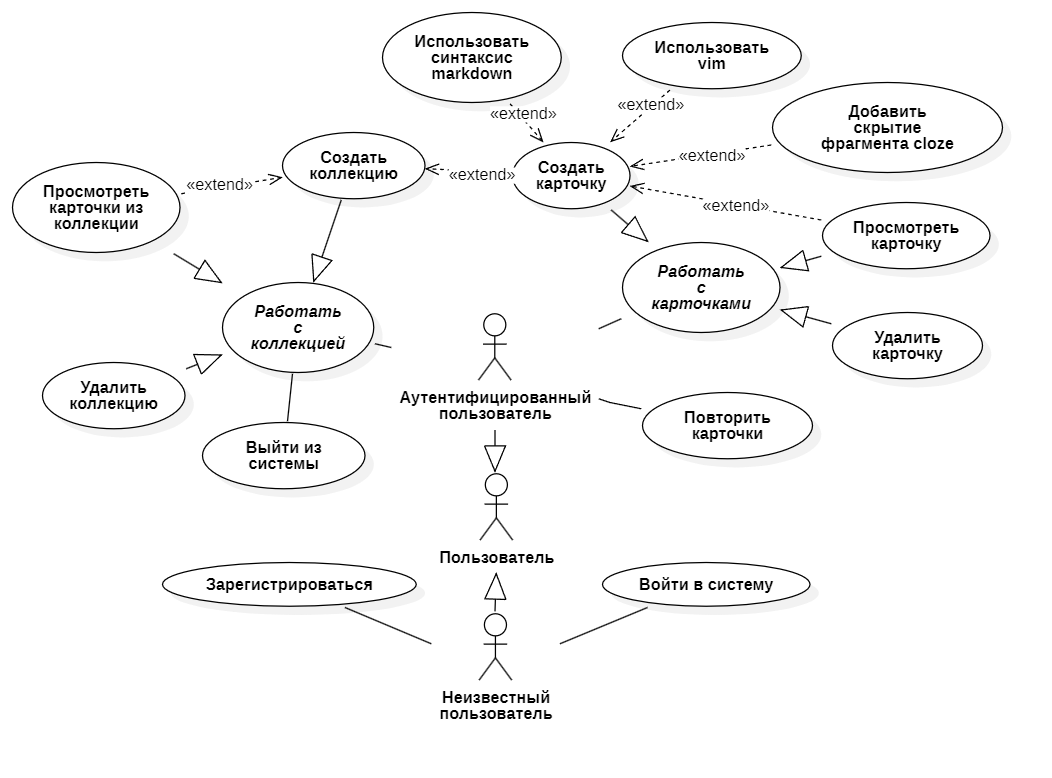 Использовать
синтаксис
markdown
Использовать
vim
«extend»
«extend»
Добавить
скрытие
фрагмента cloze
«extend»
Создать
коллекцию
Создать
карточку
«extend»
«extend»
Просмотреть
карточки из
коллекции
«extend»
Просмотреть
карточку
Работать
с
карточками
Работать
с
коллекцией
Удалить
карточку
Удалить
коллекцию
Аутентифицированный
пользователь
Повторить
карточки
Выйти из
системы
Пользователь
Зарегистрироваться
Войти в систему
Неизвестный
пользователь